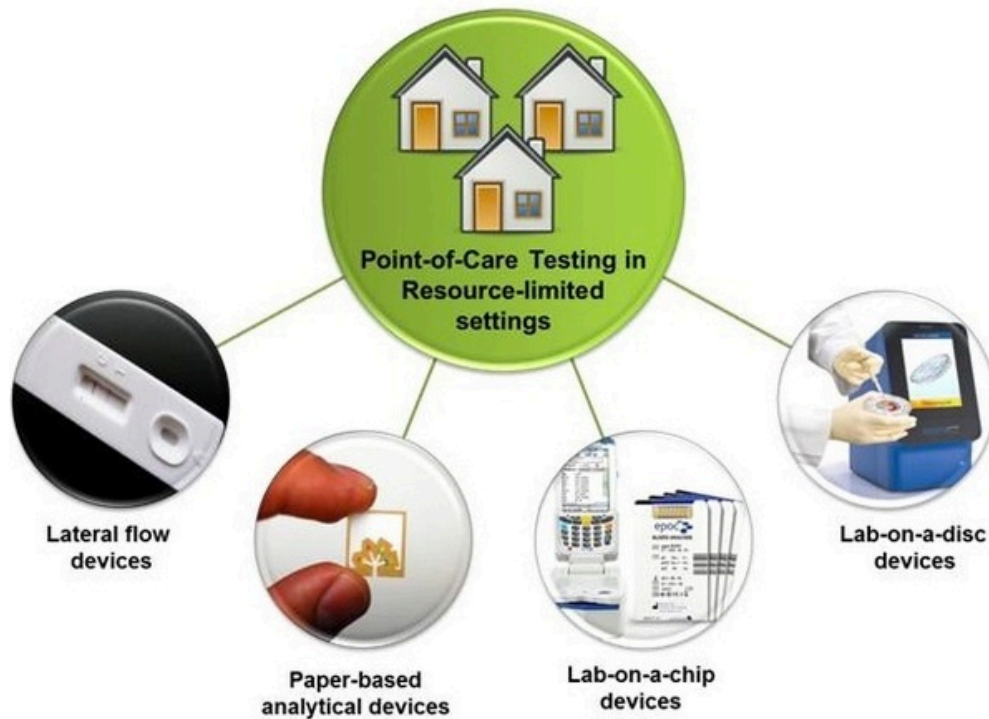 Point-of-Care Testing in
Resource-limited
settings
Lateral flow
devices
Paper-based
analytical devices
epoc
Lab-on-a-chip
devices
Lab-on-a-disc
devices